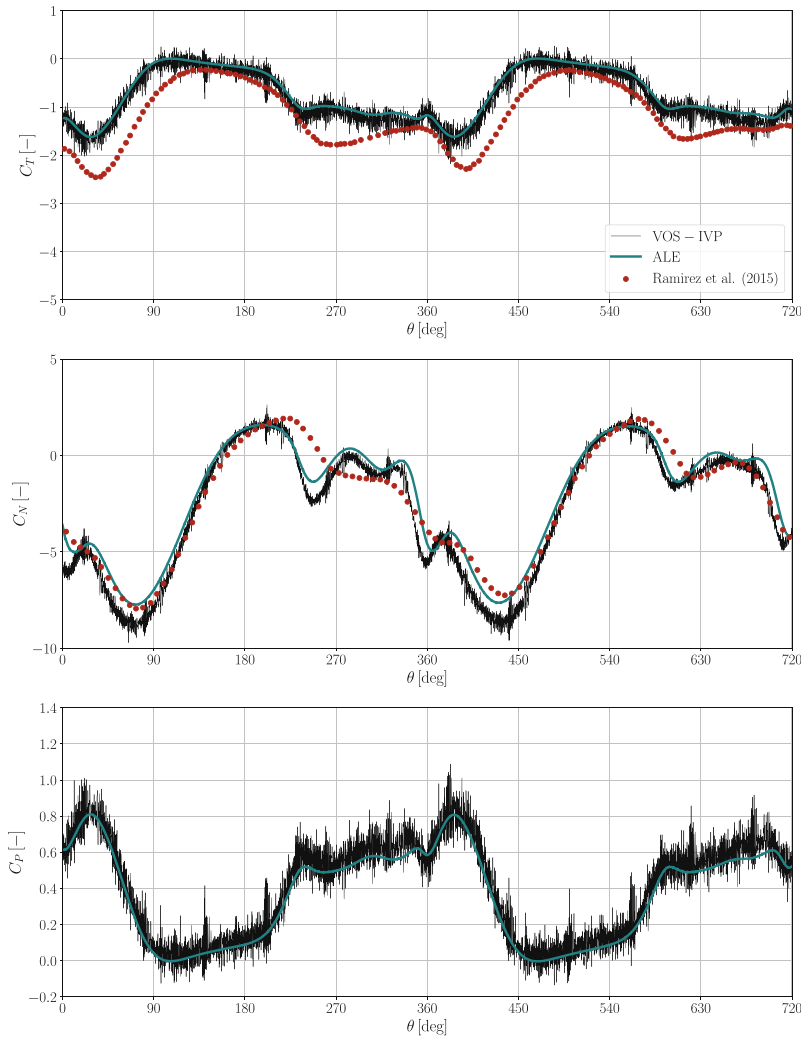 1
0
−1
−2
−3
−4
−5
C_T [−]
VOS − IVP
ALE
Ramirez et al. (2015)
0 90 180 270 360 450 540 630 720
θ [deg]
5
0
−5
−10
C_N [−]
0 90 180 270 360 450 540 630 720
θ [deg]
1.4
1.2
1.0
0.8
0.6
0.4
0.2
0.0
−0.2
C_P [−]
0 90 180 270 360 450 540 630 720
θ [deg]